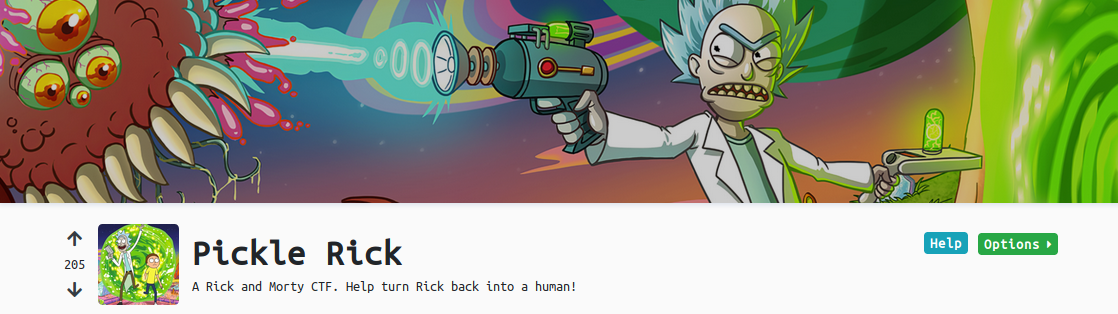 Pickle Rick
Help
Options
205
A Rick and Morty CTF. Help turn Rick back into a human!